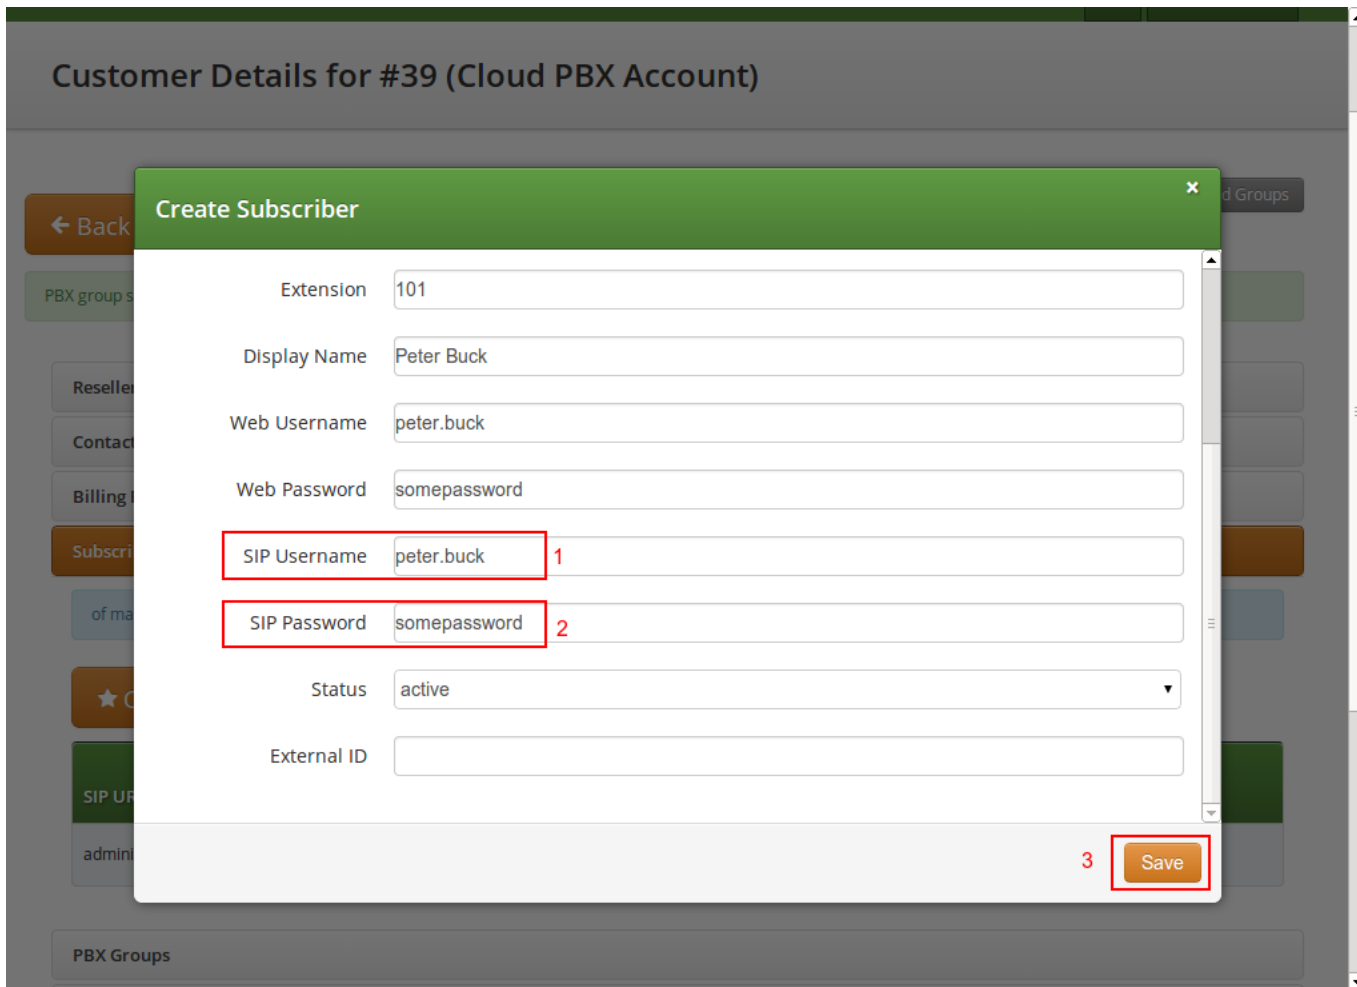 Customer Details for #39 (Cloud PBX Account)
Back
d Groups
Create Subscriber
×
PBX group s
Extension 101
Display Name Peter Buck
Reseller
Web Username peter.buck
Contact
Web Password somepassword
Billing
SIP Username peter.buck 1
Subscri
SIP Password somepassword 2
of ma
Status active
External ID
SIP UR
admini
3 Save
PBX Groups